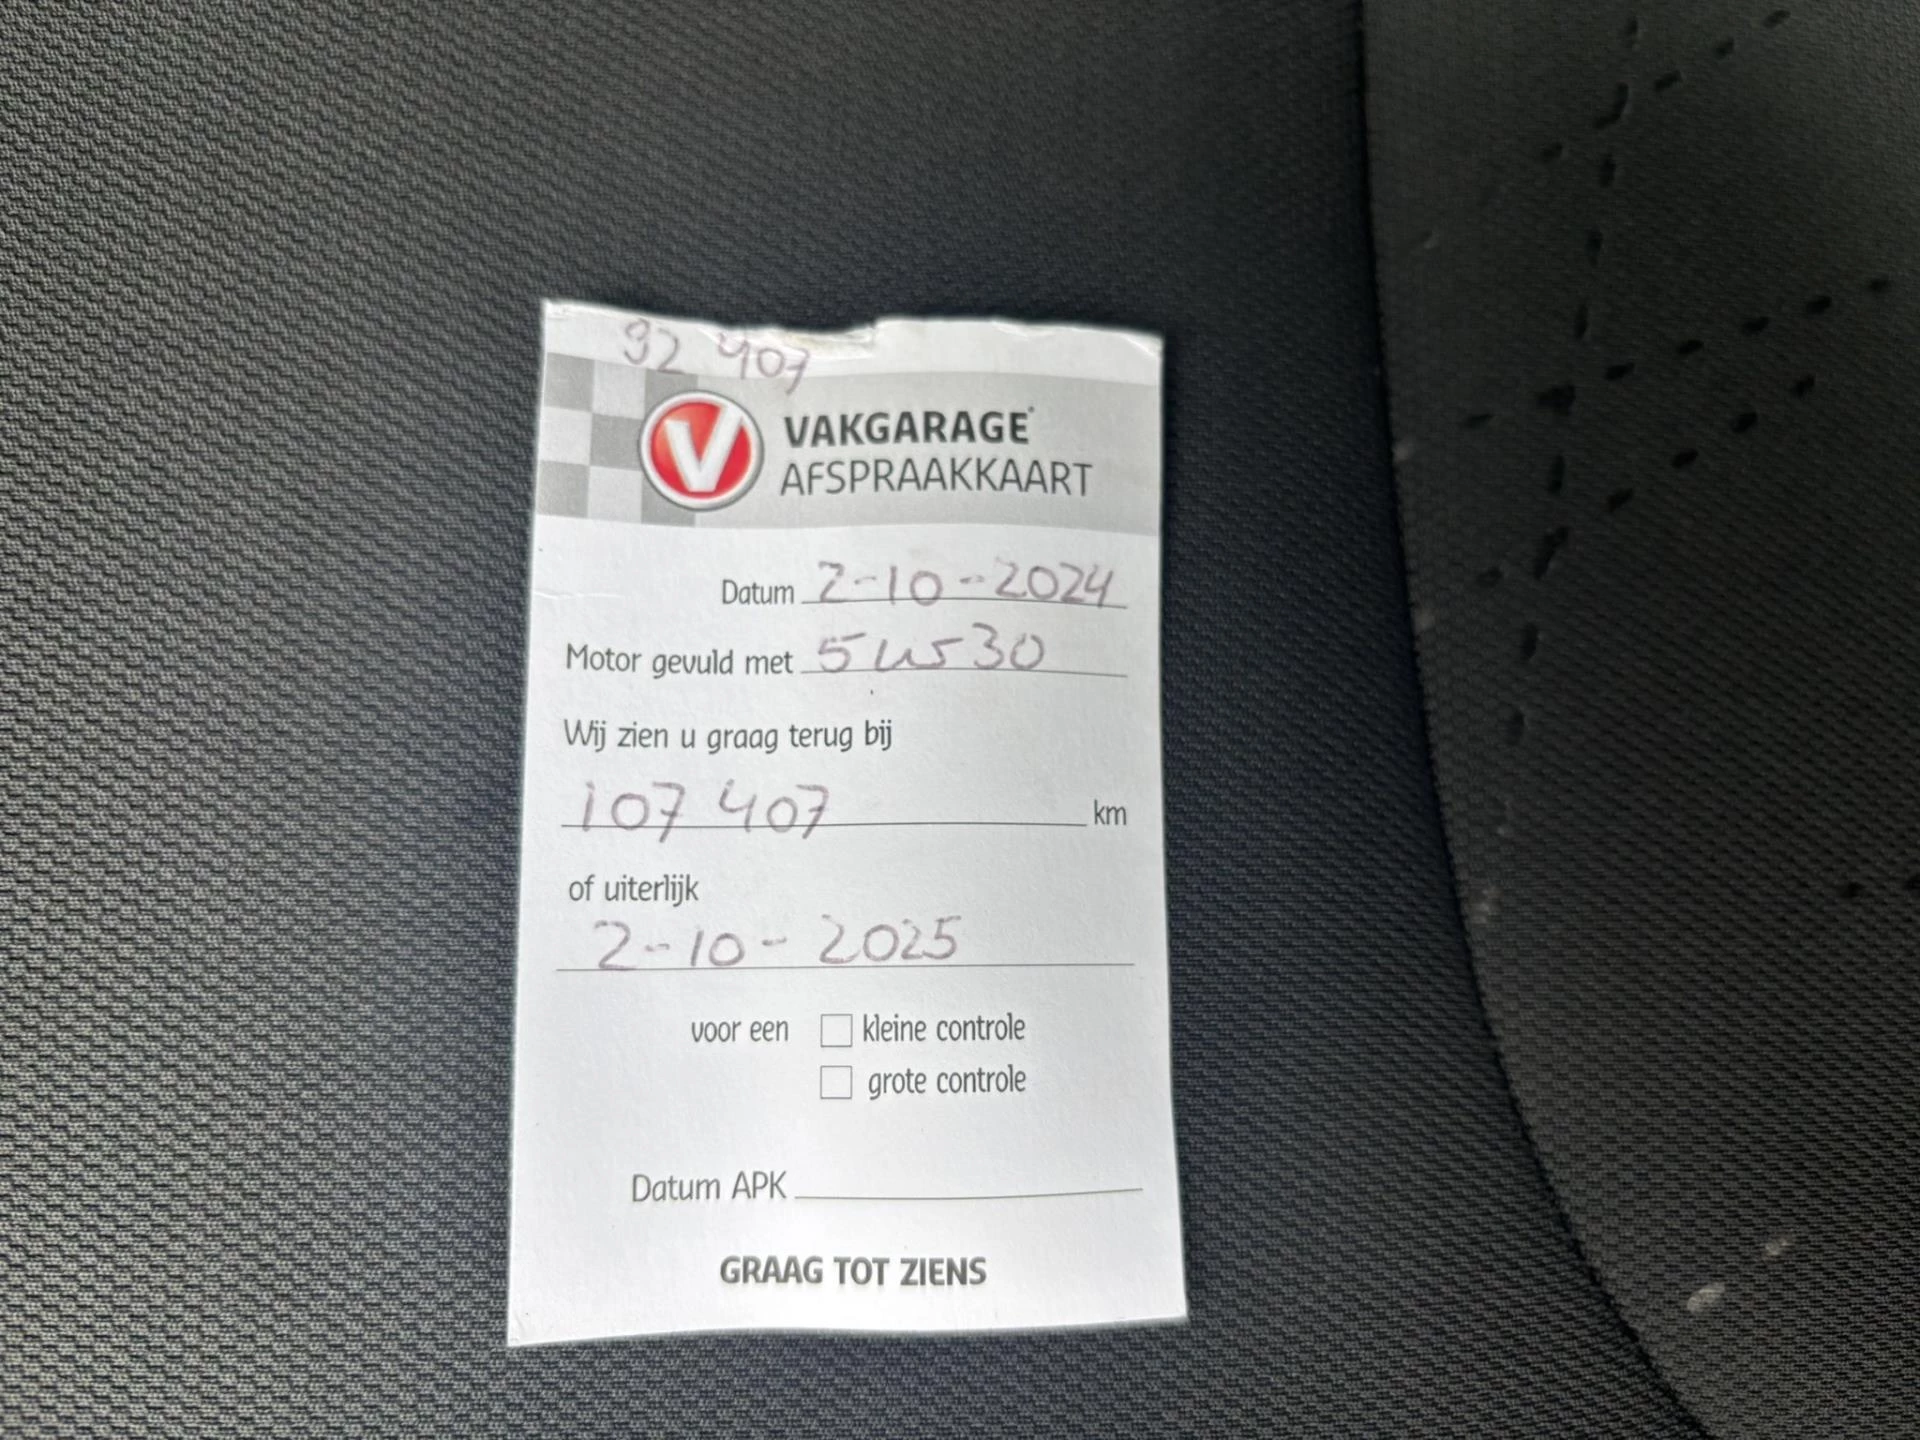 92 407
V VAKGARAGE
AFSPRAAKKAART
Datum 2-10-2024
Motor gevuld met 5w30
Wij zien u graag terug bij
107 407 km
of uiterlijk
2-10-2025
voor een kleine controle
grote controle
Datum APK
GRAAG TOT ZIENS